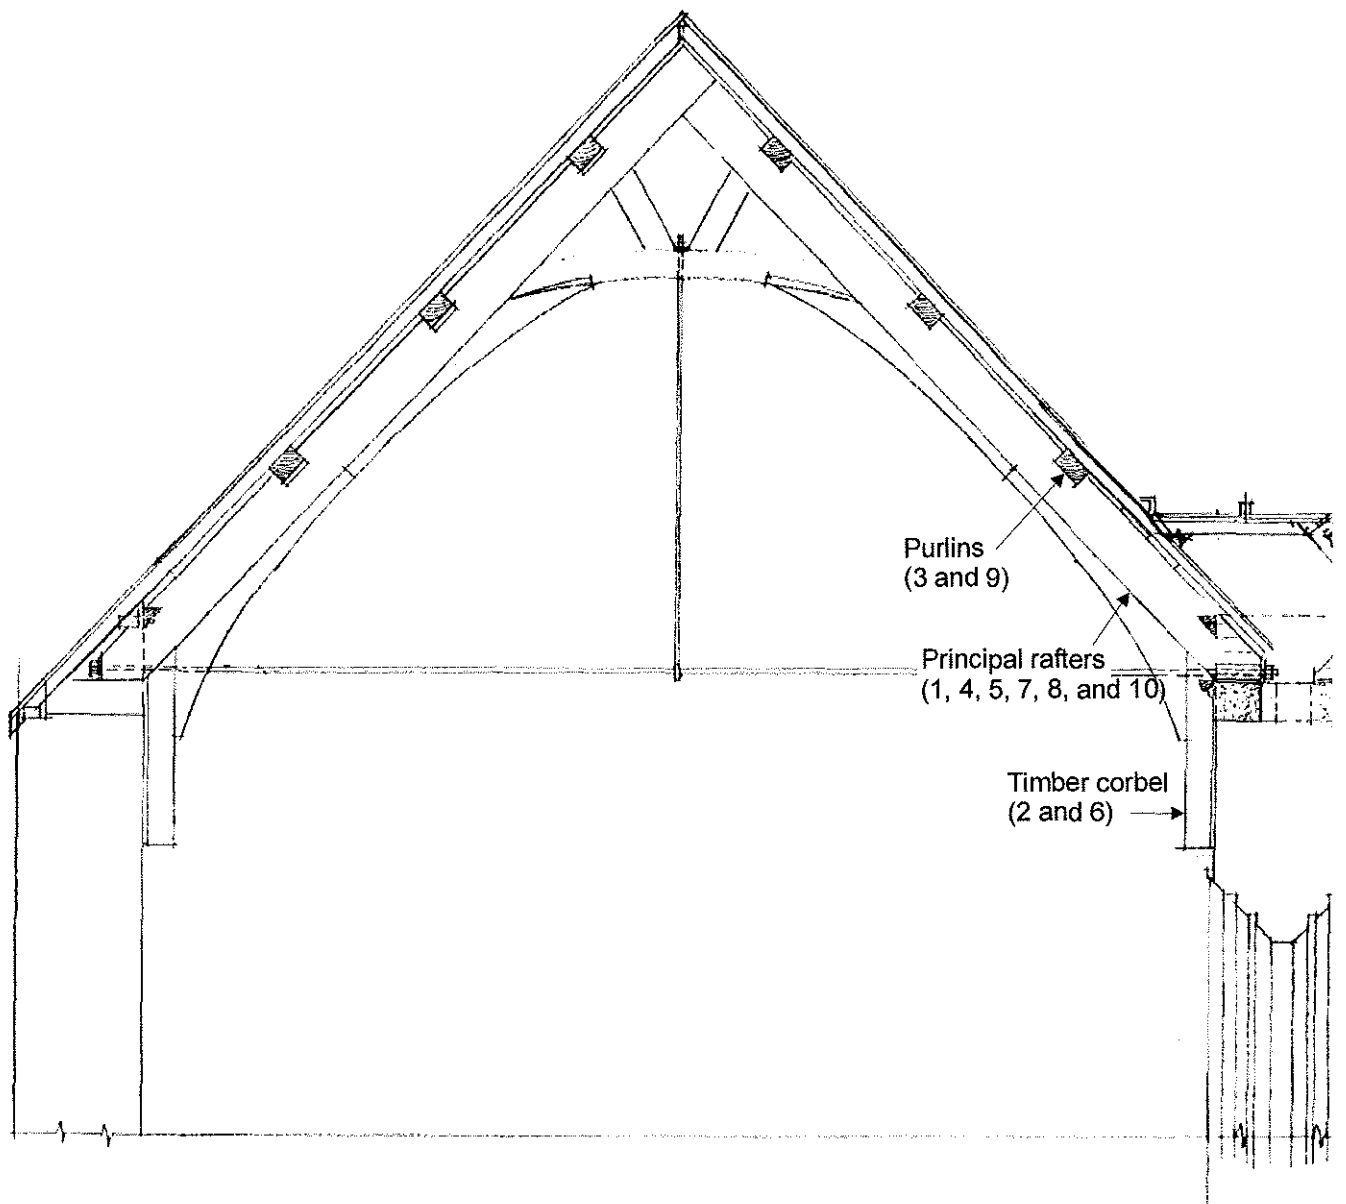 Purlins
(3 and 9)
Principal rafters
(1, 4, 5, 7, 8, and 10)
Timber corbel
(2 and 6)